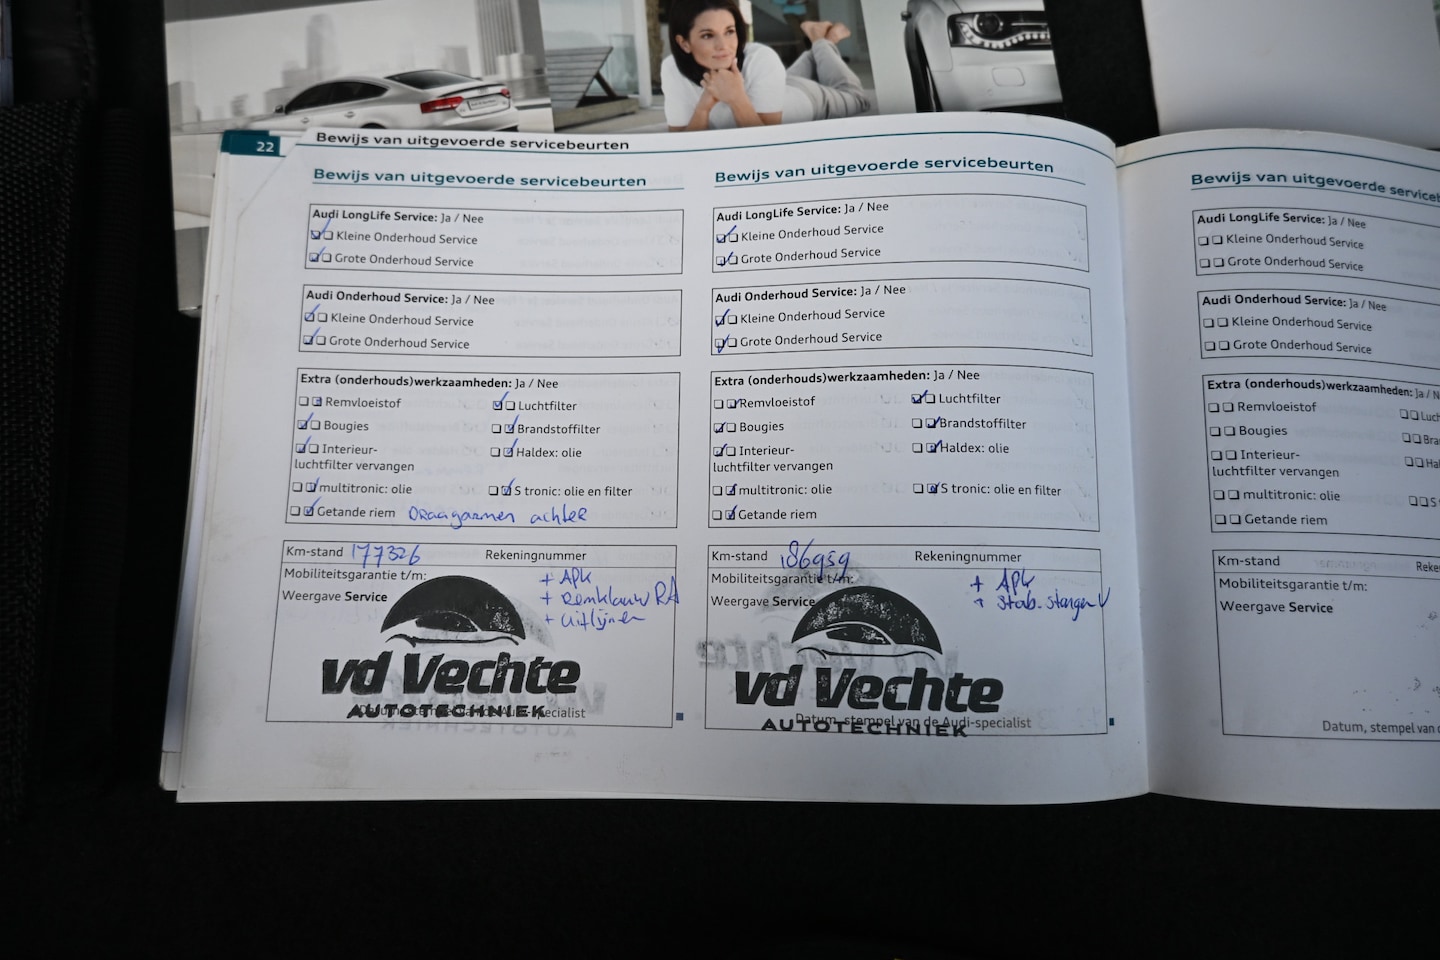 22 Bewijs van uitgevoerde servicebeurten
Bewijs van uitgevoerde servicebeurten
Audi LongLife Service: Ja / Nee
Kleine Onderhoud Service
Grote Onderhoud Service
Audi Onderhoud Service: Ja / Nee
Kleine Onderhoud Service
Grote Onderhoud Service
Extra (onderhouds)werkzaamheden: Ja / Nee
Remvloeistof Luchtfilter
Bougies Brandstoffilter
Interieur- Haldex: olie
luchtfilter vervangen
multitronic: olie S tronic: olie en filter
Getande riem Draagarmen achter
Km-stand 177326 Rekeningnummer
Mobiliteitsgarantie t/m: + APK
Weergave Service + Remklauw RA
+ Uitlijnen
vd Vechte
AUTOTECHNIEK
Bewijs van uitgevoerde servicebeurten
Audi LongLife Service: Ja / Nee
Kleine Onderhoud Service
Grote Onderhoud Service
Audi Onderhoud Service: Ja / Nee
Kleine Onderhoud Service
Grote Onderhoud Service
Extra (onderhouds)werkzaamheden: Ja / Nee
Remvloeistof Luchtfilter
Bougies Brandstoffilter
Interieur- Haldex: olie
luchtfilter vervangen
multitronic: olie S tronic: olie en filter
Getande riem
Km-stand 186959 Rekeningnummer
Mobiliteitsgarantie t/m: + APK
Weergave Service + Stab. stangen V
vd Vechte
Datum, stempel van de Audi-specialist
AUTOTECHNIEK
Bewijs van uitgevoerde serviceb
Audi LongLife Service: Ja / Nee
Kleine Onderhoud Service
Grote Onderhoud Service
Audi Onderhoud Service: Ja / Nee
Kleine Onderhoud Service
Grote Onderhoud Service
Extra (onderhouds)werkzaamheden: Ja / N
Remvloeistof Luch
Bougies Bra
Interieur- Hal
luchtfilter vervangen
multitronic: olie S
Getande riem
Km-stand Reke
Mobiliteitsgarantie t/m:
Weergave Service
Datum, stempel van